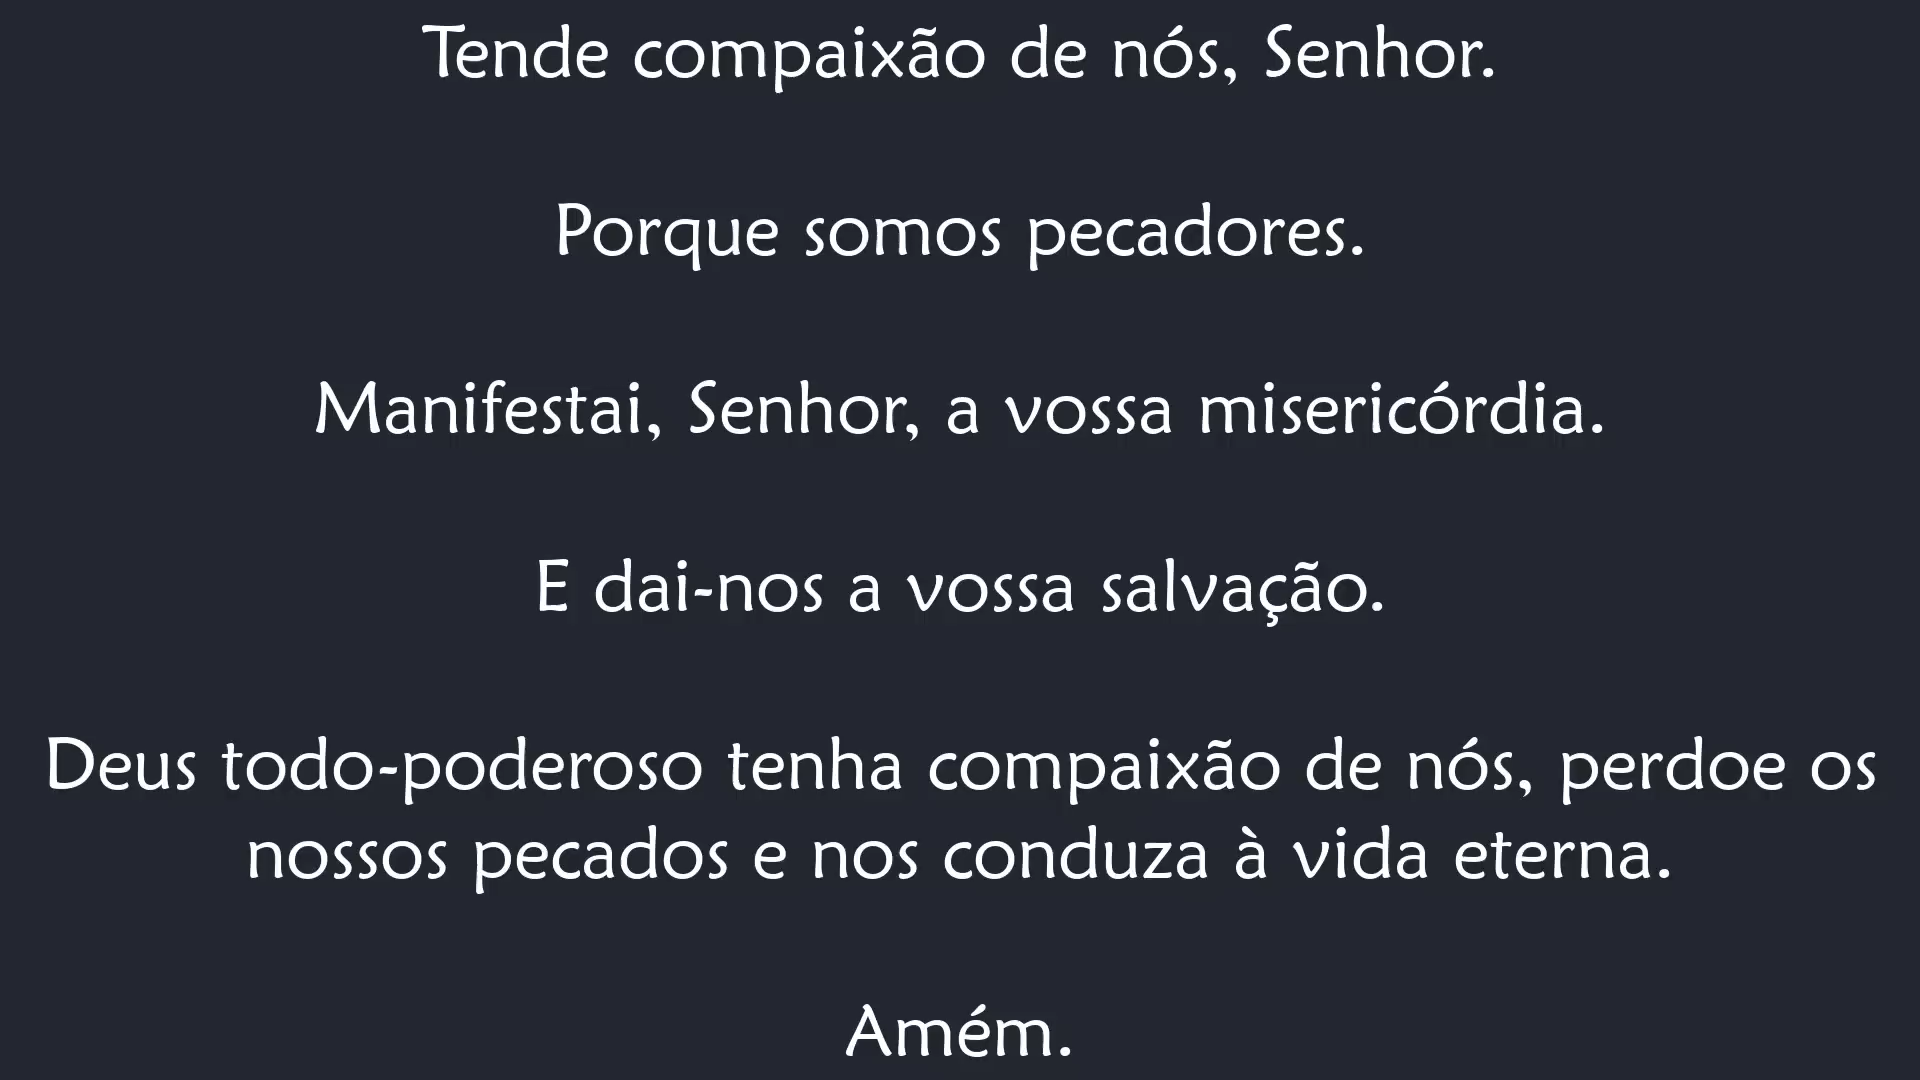 Tende compaixão de nós, Senhor.
Porque somos pecadores.
Manifestai, Senhor, a vossa misericórdia.
E dai-nos a vossa salvação.
Deus todo-poderoso tenha compaixão de nós, perdoe os
nossos pecados e nos conduza à vida eterna.
Amém.